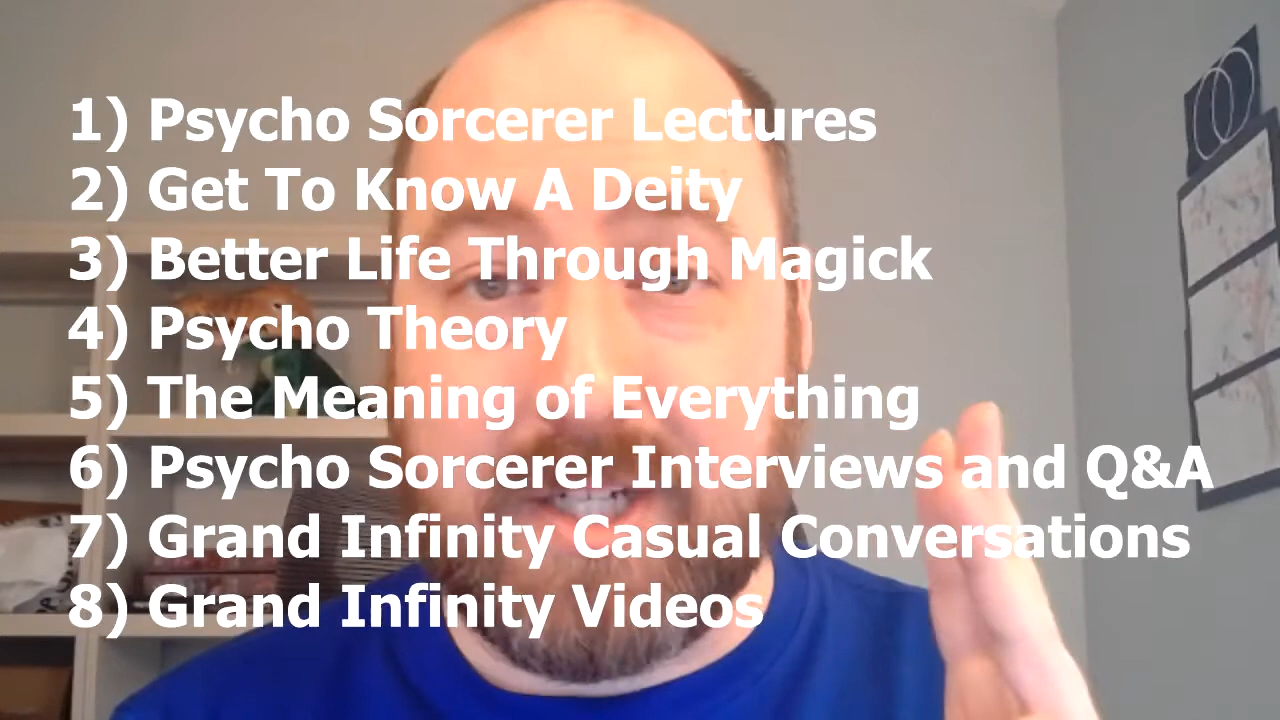 1) Psycho Sorcerer Lectures
2) Get To Know A Deity
3) Better Life Through Magick
4) Psycho Theory
5) The Meaning of Everything
6) Psycho Sorcerer Interviews and Q&A
7) Grand Infinity Casual Conversations
8) Grand Infinity Videos